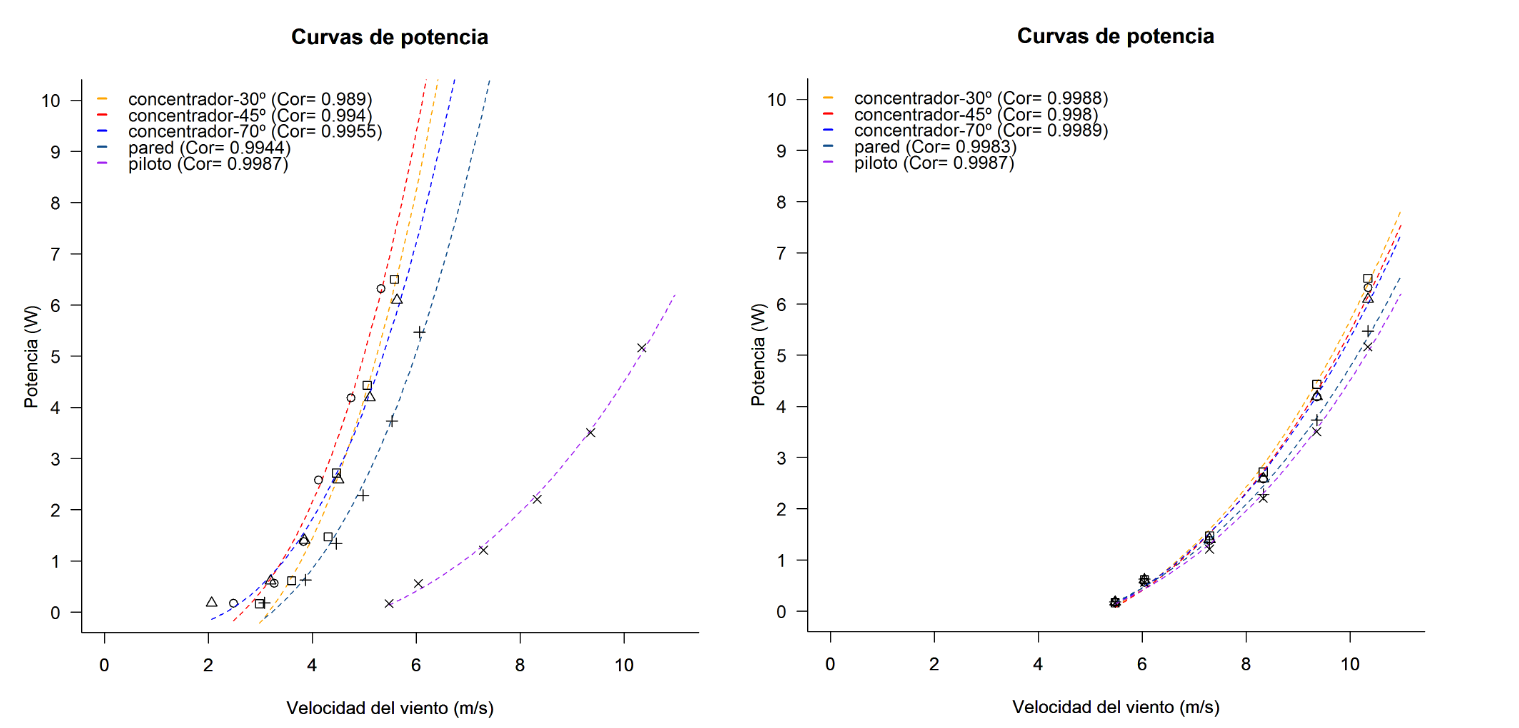 Curvas de potencia
concentrador-30º (Cor= 0.989)
concentrador-45º (Cor= 0.994)
concentrador-70º (Cor= 0.9955)
pared (Cor= 0.9944)
piloto (Cor= 0.9987)
10
9
8
7
6
5
4
3
2
1
0
Potencia (W)
0 2 4 6 8 10
Velocidad del viento (m/s)
Curvas de potencia
concentrador-30º (Cor= 0.9988)
concentrador-45º (Cor= 0.998)
concentrador-70º (Cor= 0.9989)
pared (Cor= 0.9983)
piloto (Cor= 0.9987)
10
9
8
7
6
5
4
3
2
1
0
Potencia (W)
0 2 4 6 8 10
Velocidad del viento (m/s)